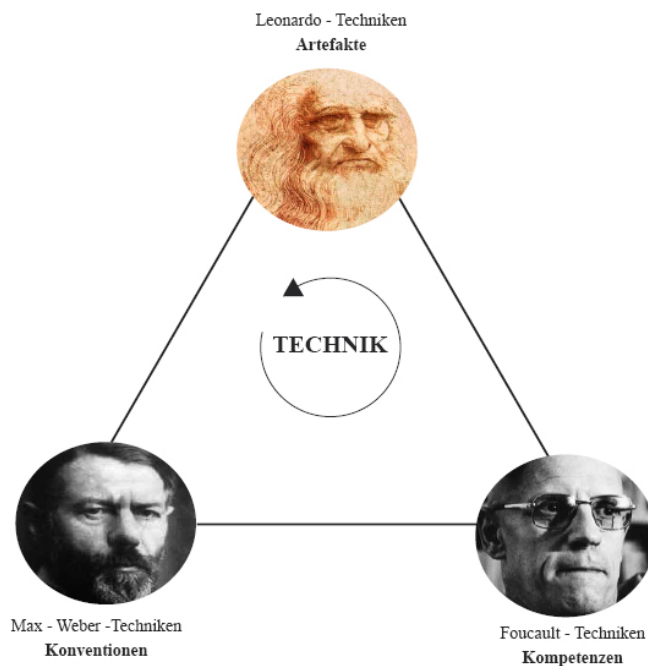 Leonardo - Techniken
Artefakte
TECHNIK
Max - Weber -Techniken
Konventionen
Foucault - Techniken
Kompetenzen